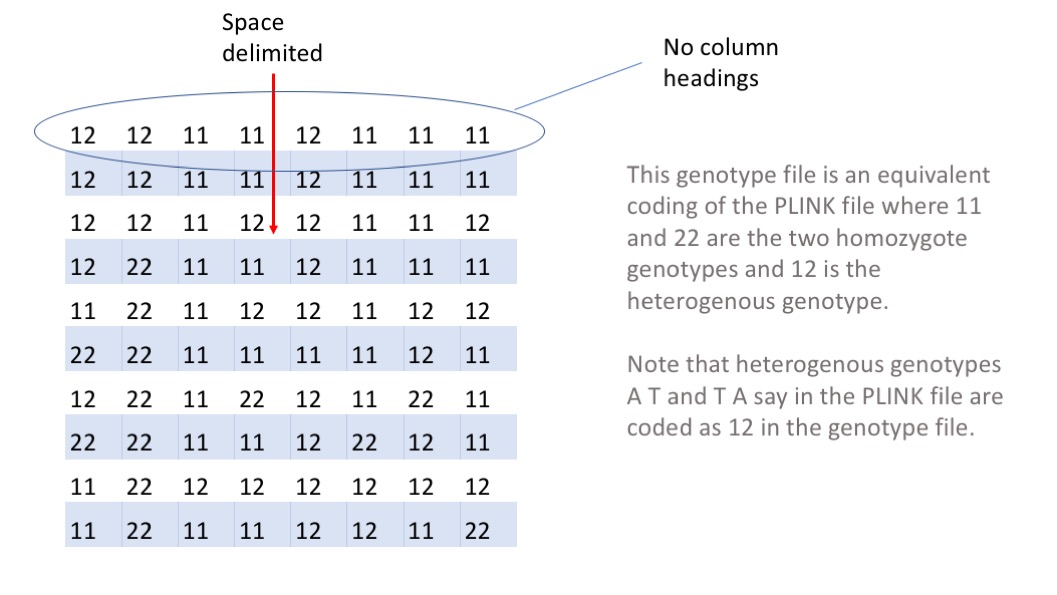 Space
delimited
No column
headings
12 12 11 11 12 11 11 11
12 12 11 11 12 11 11 11
12 12 11 12 12 11 11 12
12 22 11 11 12 11 11 11
11 22 11 12 12 11 12 12
22 22 11 11 11 11 12 11
12 22 11 22 12 11 22 11
22 22 11 11 12 22 12 11
11 22 12 12 12 12 12 12
11 22 11 11 12 12 11 22
This genotype file is an equivalent
coding of the PLINK file where 11
and 22 are the two homozygote
genotypes and 12 is the
heterogenous genotype.
Note that heterogenous genotypes
A T and T A say in the PLINK file are
coded as 12 in the genotype file.